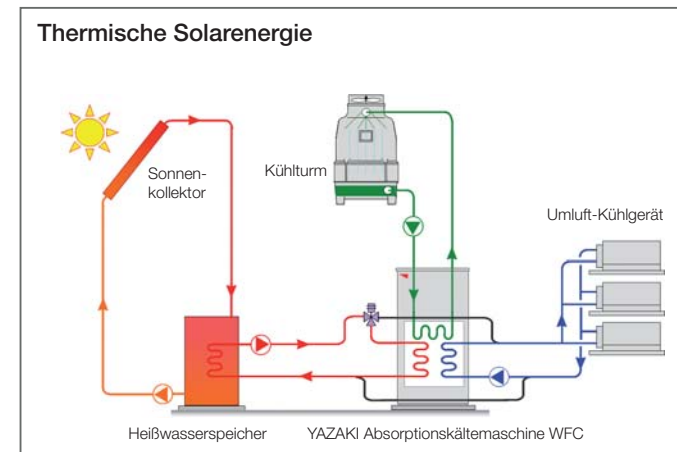 Thermische Solarenergie
Sonnen-
kollektor
Kühlturm
Umluft-Kühlgerät
Heißwasserspeicher
YAZAKI Absorptionskältemaschine WFC